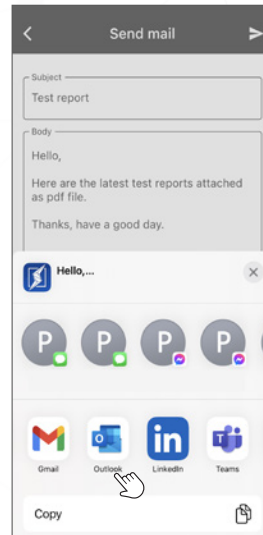 Send mail
Subject
Test report
Body
Hello,
Here are the latest test reports attached
as pdf file.
Thanks, have a good day.
Hello,...
P P P P
Gmail Outlook LinkedIn Teams
Copy